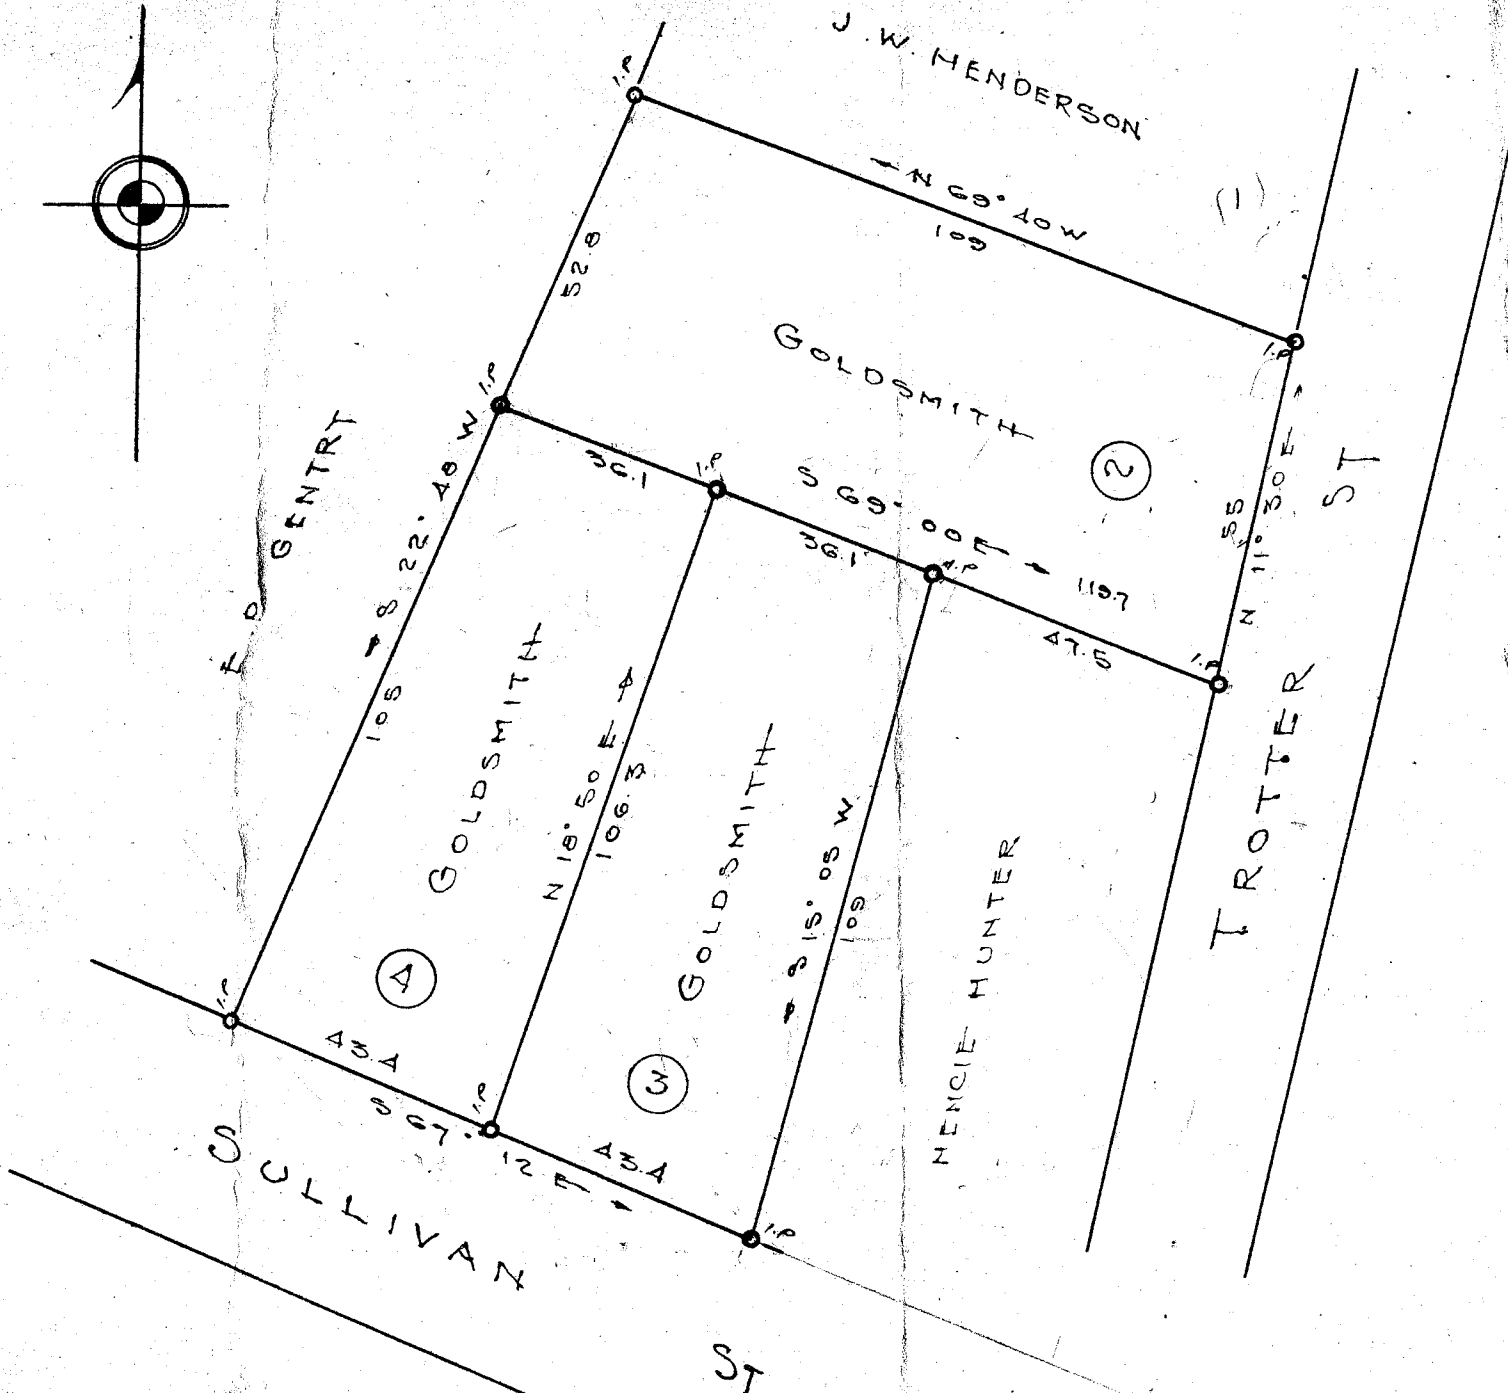 J. W. HENDERSON
I.P
N 69° 40 W
109
(1)
52.8
I.P
GOLDSMITH
2
I.P
36.1
I.P
S 69° 00 E
119.7
36.1
I.P
47.5
I.P
55
N 11° 30 E
TROTTER ST
E D GENTRY
S 22° 48 W
105
GOLDSMITH
4
N 18° 50 E
106.3
GOLDSMITH
3
S 15° 05 W
109
HENCIE HUNTER
I.P
43.4
I.P
S 67° 12 E
43.4
I.P
SULLIVAN ST